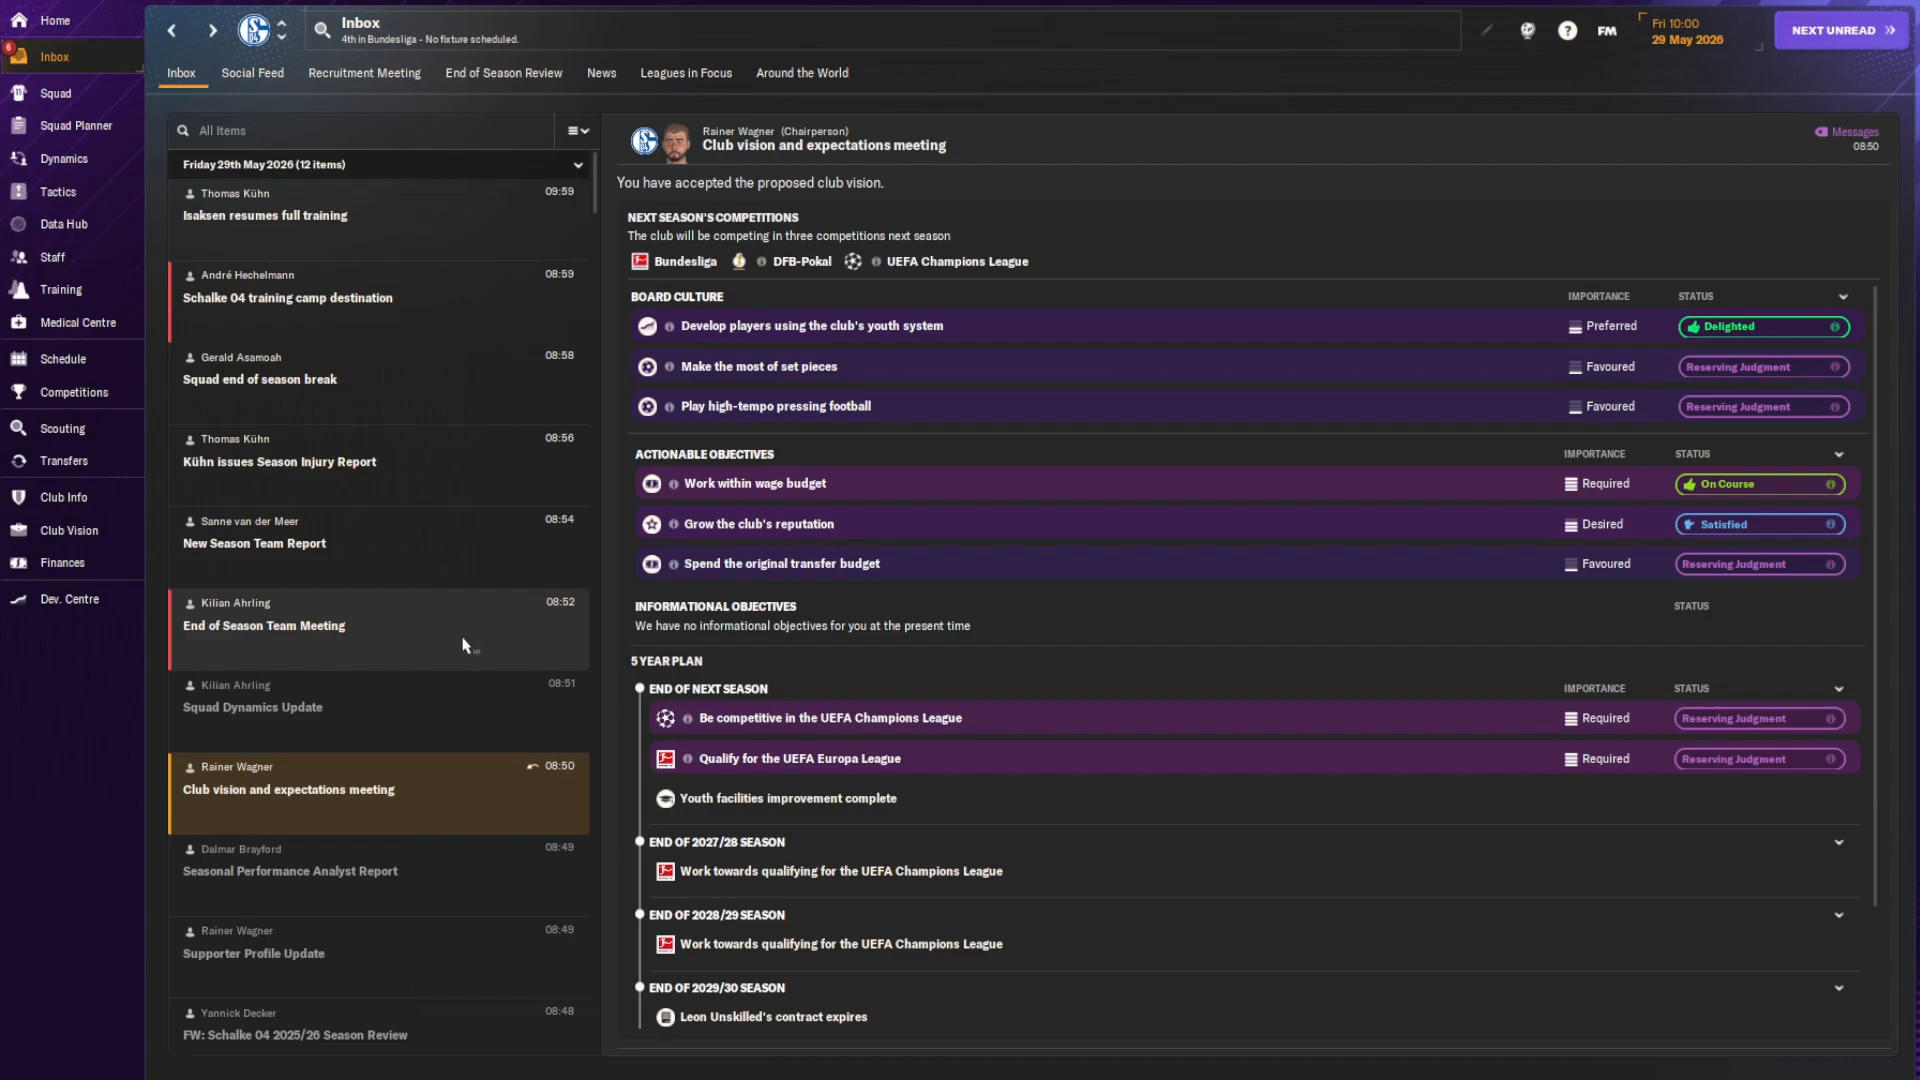 Home
6
Inbox
Squad
Squad Planner
Dynamics
Tactics
Data Hub
Staff
Training
Medical Centre
Schedule
Competitions
Scouting
Transfers
Club Info
Club Vision
Finances
Dev. Centre
Inbox
4th in Bundesliga - No fixture scheduled.
FM
Fri 10:00
29 May 2026
NEXT UNREAD
Inbox Social Feed Recruitment Meeting End of Season Review News Leagues in Focus Around the World
All Items
Friday 29th May 2026 (12 items)
Thomas Kühn 09:59
Isaksen resumes full training
André Hechelmann 08:59
Schalke 04 training camp destination
Gerald Asamoah 08:58
Squad end of season break
Thomas Kühn 08:56
Kühn issues Season Injury Report
Sanne van der Meer 08:54
New Season Team Report
Kilian Ahrling 08:52
End of Season Team Meeting
Kilian Ahrling 08:51
Squad Dynamics Update
Rainer Wagner 08:50
Club vision and expectations meeting
Dalmar Brayford 08:49
Seasonal Performance Analyst Report
Rainer Wagner 08:49
Supporter Profile Update
Yannick Decker 08:48
FW: Schalke 04 2025/26 Season Review
Rainer Wagner (Chairperson) Messages
Club vision and expectations meeting 08:50
You have accepted the proposed club vision.
NEXT SEASON'S COMPETITIONS
The club will be competing in three competitions next season
Bundesliga DFB-Pokal UEFA Champions League
BOARD CULTURE IMPORTANCE STATUS
Develop players using the club's youth system Preferred Delighted
Make the most of set pieces Favoured Reserving Judgment
Play high-tempo pressing football Favoured Reserving Judgment
ACTIONABLE OBJECTIVES IMPORTANCE STATUS
Work within wage budget Required On Course
Grow the club's reputation Desired Satisfied
Spend the original transfer budget Favoured Reserving Judgment
INFORMATIONAL OBJECTIVES STATUS
We have no informational objectives for you at the present time
5 YEAR PLAN
END OF NEXT SEASON IMPORTANCE STATUS
Be competitive in the UEFA Champions League Required Reserving Judgment
Qualify for the UEFA Europa League Required Reserving Judgment
Youth facilities improvement complete
END OF 2027/28 SEASON
Work towards qualifying for the UEFA Champions League
END OF 2028/29 SEASON
Work towards qualifying for the UEFA Champions League
END OF 2029/30 SEASON
Leon Unskilled's contract expires